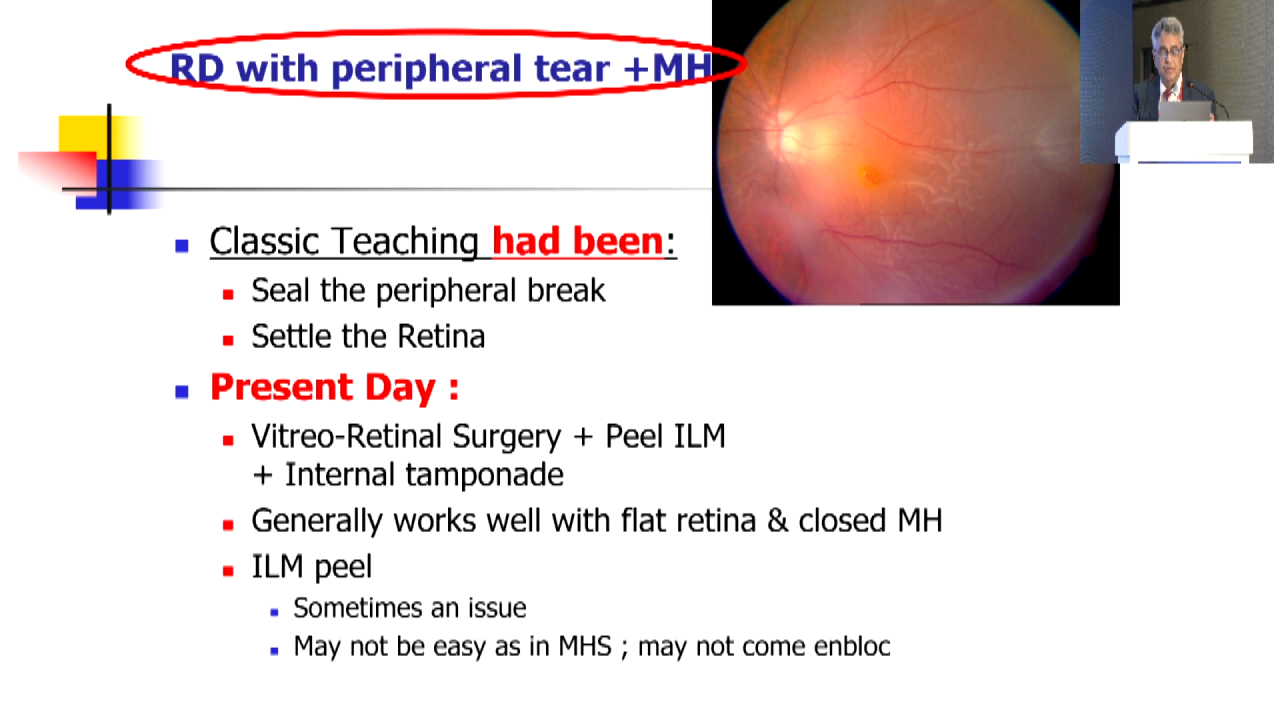 RD with peripheral tear +MH
Classic Teaching had been:
Seal the peripheral break
Settle the Retina
Present Day :
Vitreo-Retinal Surgery + Peel ILM
+ Internal tamponade
Generally works well with flat retina & closed MH
ILM peel
Sometimes an issue
May not be easy as in MHS ; may not come enbloc